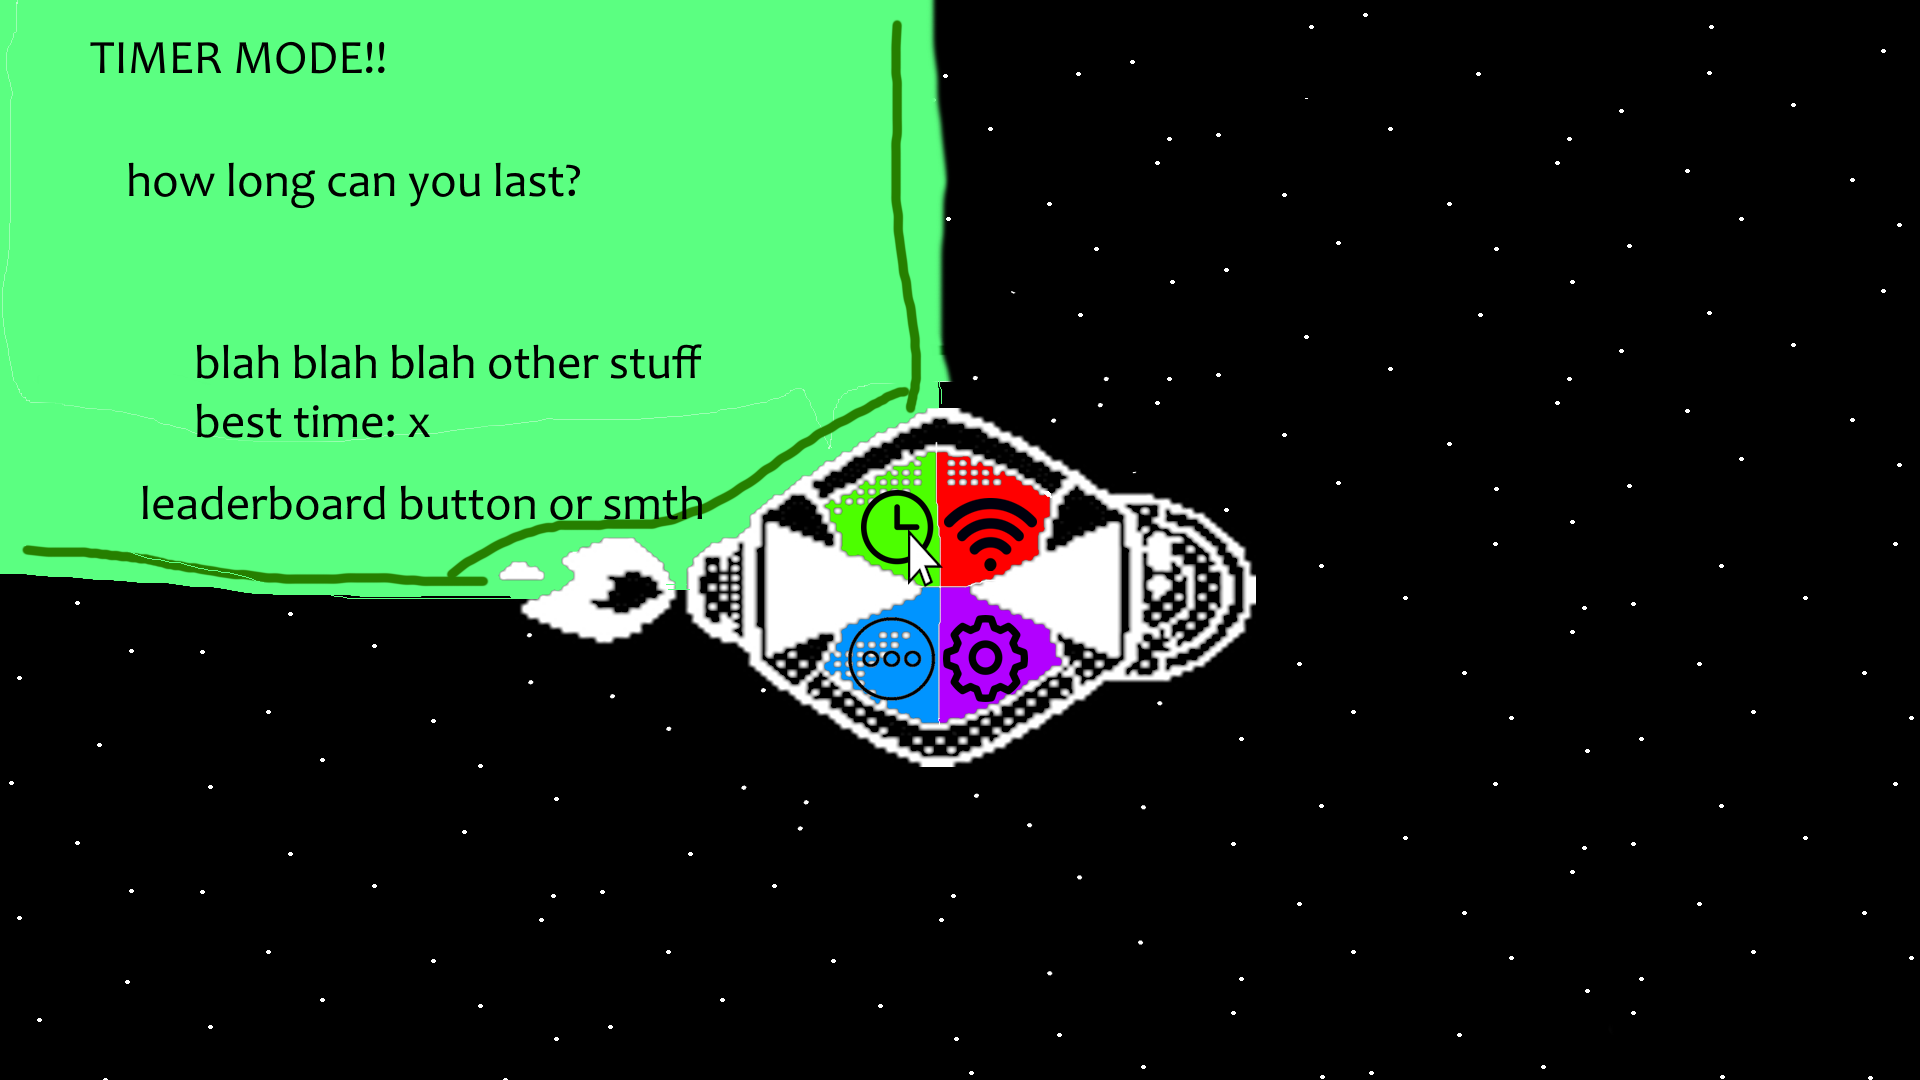 TIMER MODE!!
how long can you last?
blah blah blah other stuff
best time: x
leaderboard button or smth